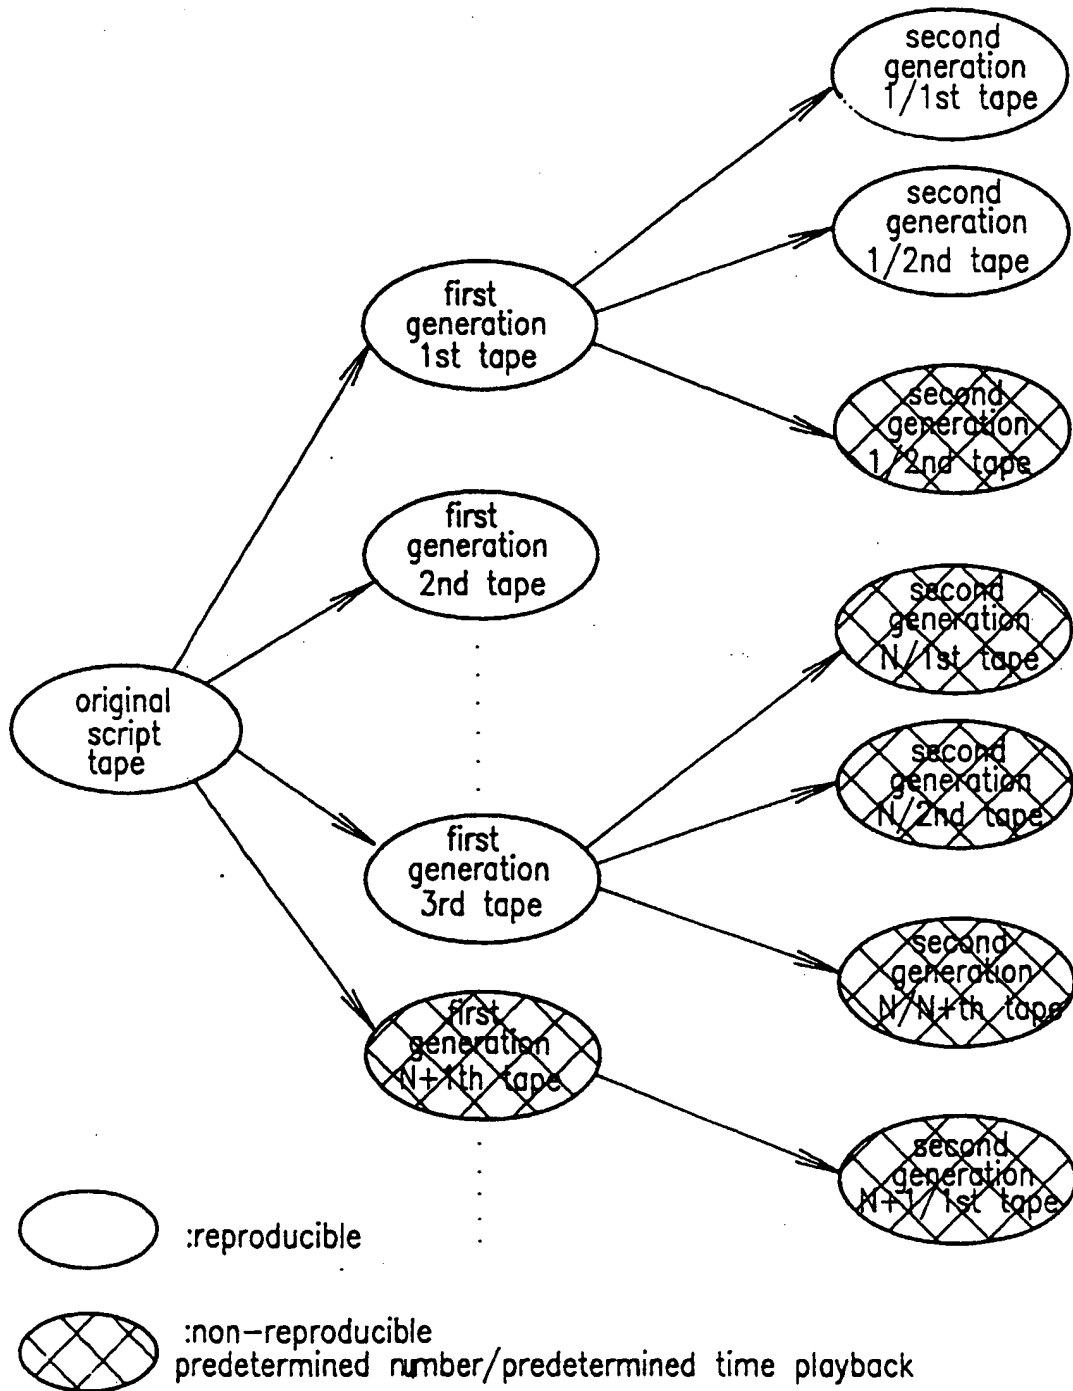 second
generation
1/1st tape
second
generation
1/2nd tape
first
generation
1st tape
second
generation
1/2nd tape
first
generation
2nd tape
second
generation
N/1st tape
original
script
tape
second
generation
N/2nd tape
first
generation
3rd tape
second
generation
N/N+th tape
first
generation
N+1th tape
second
generation
N+1/1st tape
:reproducible
:non-reproducible
predetermined number/predetermined time playback